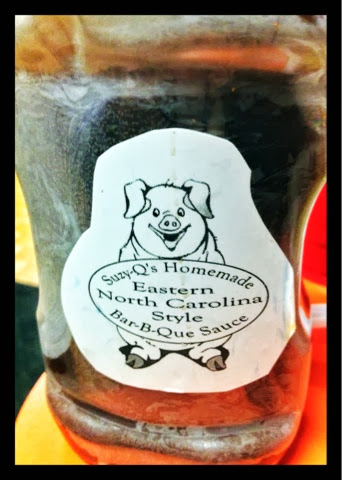 Suzy-Q's Homemade
Eastern
North Carolina
Style
Bar-B-Que Sauce